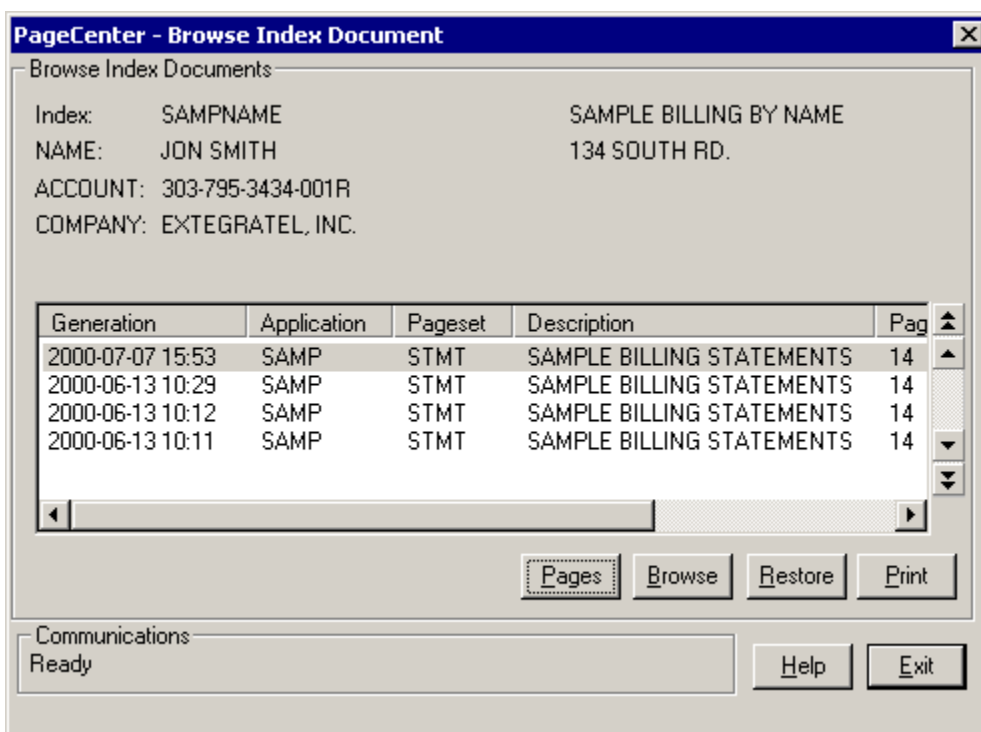 PageCenter - Browse Index Document
Browse Index Documents
Index: SAMPNAME SAMPLE BILLING BY NAME
NAME: JON SMITH 134 SOUTH RD.
ACCOUNT: 303-795-3434-001R
COMPANY: EXTEGRATEL, INC.
Generation Application Pageset Description Pag
2000-07-07 15:53 SAMP STMT SAMPLE BILLING STATEMENTS 14
2000-06-13 10:29 SAMP STMT SAMPLE BILLING STATEMENTS 14
2000-06-13 10:12 SAMP STMT SAMPLE BILLING STATEMENTS 14
2000-06-13 10:11 SAMP STMT SAMPLE BILLING STATEMENTS 14
Pages Browse Restore Print
Communications
Ready
Help Exit